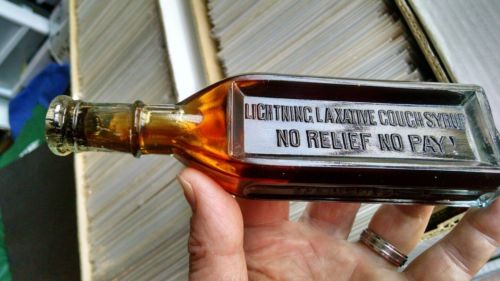 LIGHTNING LAXATIVE COUGH SYRUP
NO RELIEF NO PAY!